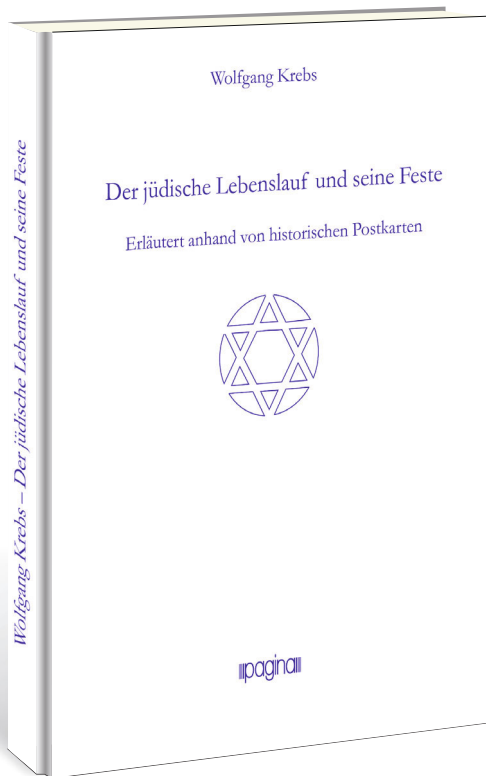 Wolfgang Krebs
Der jüdische Lebenslauf und seine Feste
Erläutert anhand von historischen Postkarten
pagina
Wolfgang Krebs – Der jüdische Lebenslauf und seine Feste